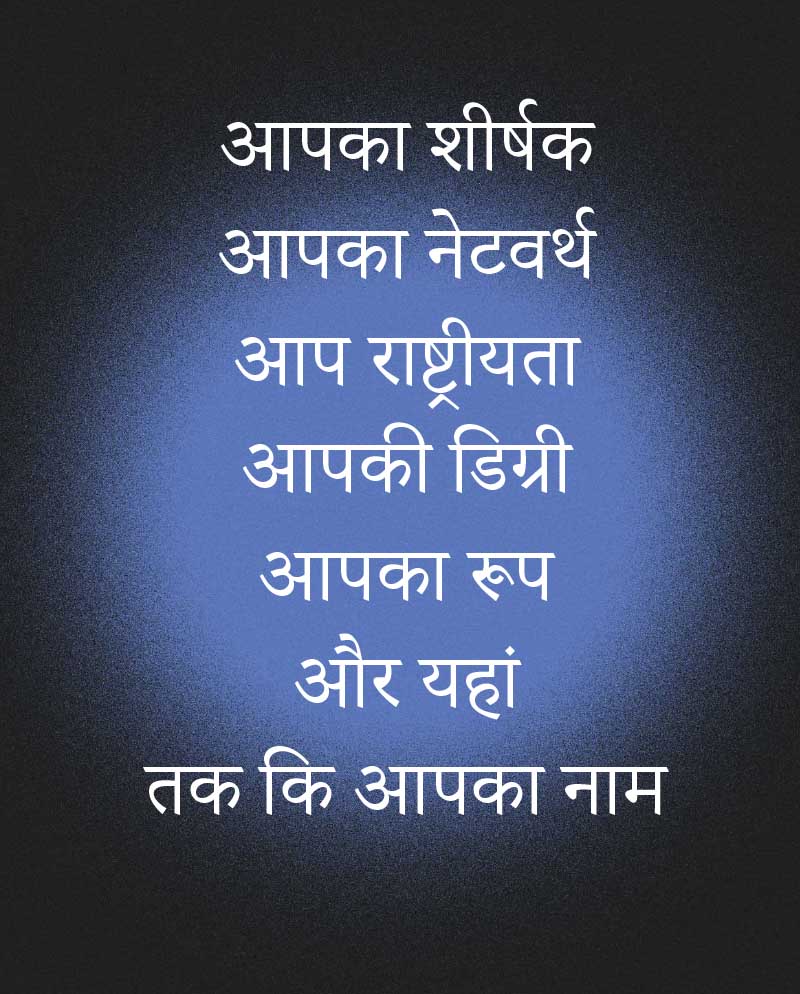 आपका शीर्षक
आपका नेटवर्थ
आप राष्ट्रीयता
आपकी डिग्री
आपका रूप
और यहां
तक कि आपका नाम